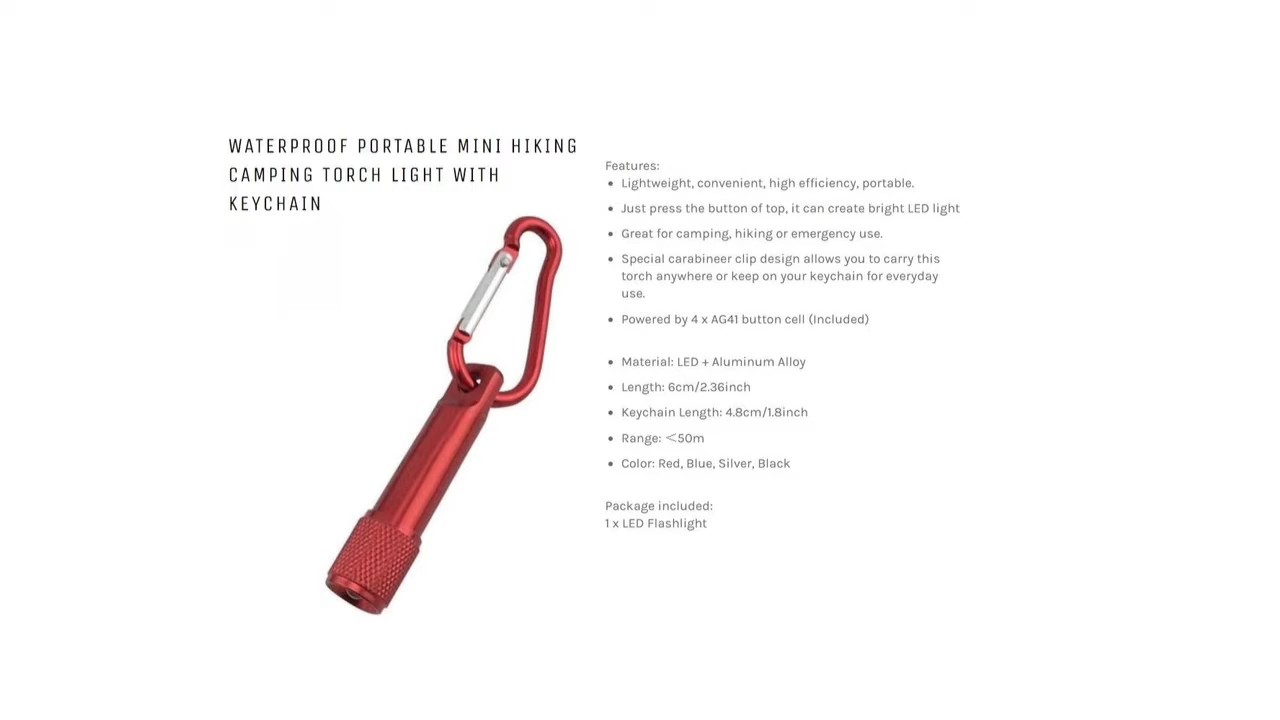 WATERPROOF PORTABLE MINI HIKING
CAMPING TORCH LIGHT WITH
KEYCHAIN
Features:
• Lightweight, convenient, high efficiency, portable.
• Just press the button of top, it can create bright LED light
• Great for camping, hiking or emergency use.
• Special carabineer clip design allows you to carry this
torch anywhere or keep on your keychain for everyday
use.
• Powered by 4 x AG41 button cell (Included)
• Material: LED + Aluminum Alloy
• Length: 6cm/2.36inch
• Keychain Length: 4.8cm/1.8inch
• Range: <50m
• Color: Red, Blue, Silver, Black
Package included:
1 x LED Flashlight